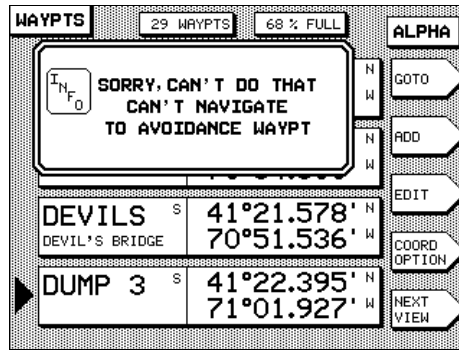 WAYPTS 29 WAYPTS 68% FULL ALPHA
INFO
SORRY, CAN'T DO THAT
CAN'T NAVIGATE
TO AVOIDANCE WAYPT
N
W
N
W
GOTO
ADD
EDIT
DEVILS S 41°21.578' N
DEVIL'S BRIDGE 70°51.536' W
COORD
OPTION
DUMP 3 S 41°22.395' N
71°01.927' W
NEXT
VIEW